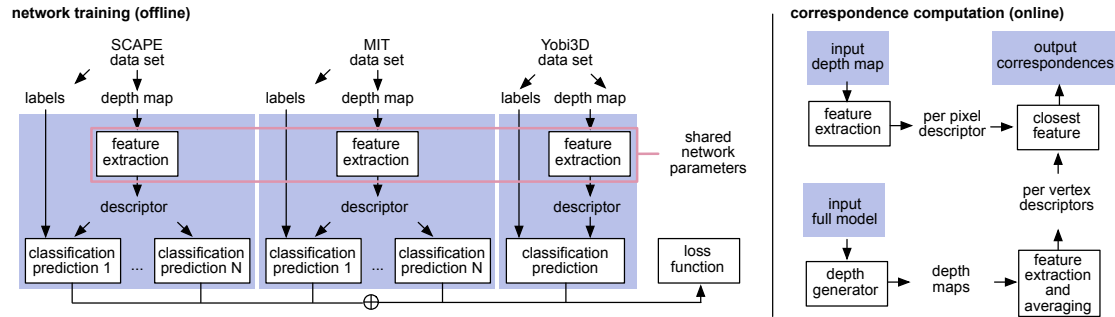 network training (offline)
SCAPE
data set
MIT
data set
Yobi3D
data set
labels
depth map
labels
depth map
labels
depth map
feature
extraction
feature
extraction
feature
extraction
shared
network
parameters
descriptor
descriptor
descriptor
classification
prediction 1
...
classification
prediction N
classification
prediction 1
...
classification
prediction N
classification
prediction
loss
function
correspondence computation (online)
input
depth map
output
correspondences
feature
extraction
per pixel
descriptor
closest
feature
input
full model
per vertex
descriptors
depth
generator
depth
maps
feature
extraction
and
averaging